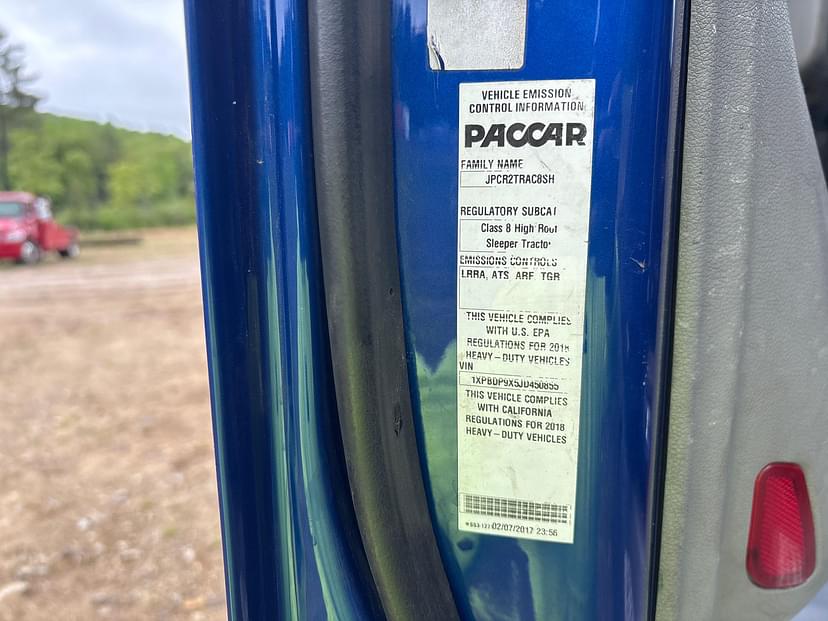 VEHICLE EMISSION
CONTROL INFORMATION
PACCAR
FAMILY NAME
JPCR2TRAC8SH
REGULATORY SUBCAT
Class 8 High Roof
Sleeper Tractor
EMISSIONS CONTROLS
LRRA, ATS, ARF, TGR
THIS VEHICLE COMPLIES
WITH U.S. EPA
REGULATIONS FOR 2018
HEAVY-DUTY VEHICLES
VIN
1XPBDP9X5JD450855
THIS VEHICLE COMPLIES
WITH CALIFORNIA
REGULATIONS FOR 2018
HEAVY-DUTY VEHICLES
02/07/2017 23:56